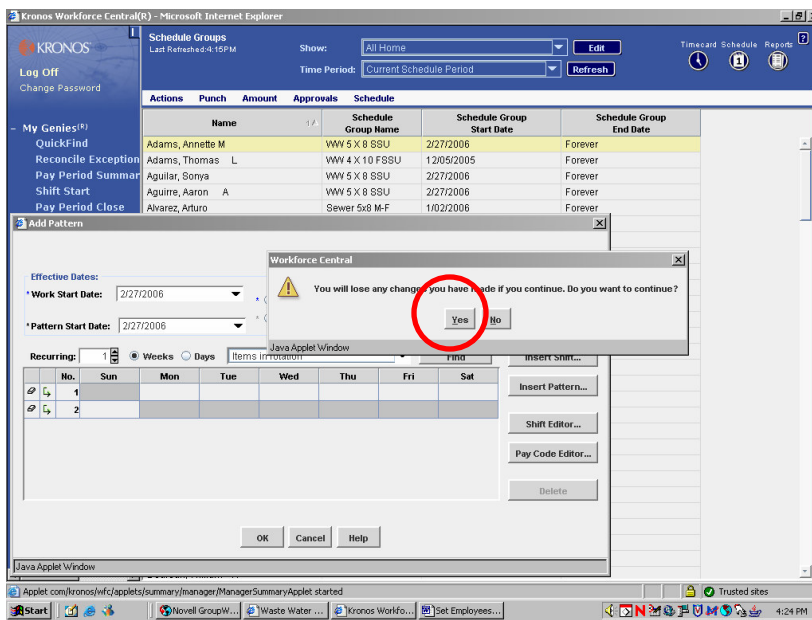 Kronos Workforce Central(R) - Microsoft Internet Explorer
KRONOS
Log Off
Change Password
Schedule Groups
Last Refreshed:4:15PM
Show: All Home Edit
Time Period: Current Schedule Period Refresh
Timecard Schedule Reports
Actions Punch Amount Approvals Schedule
Name 1 Schedule Group Name Schedule Group Start Date Schedule Group End Date
– My Genies(R)
QuickFind
Reconcile Exception
Pay Period Summar
Shift Start
Pay Period Close
Adams, Annette M WW 5 X 8 SSU 2/27/2006 Forever
Adams, Thomas L WW 4 X 10 FSSU 12/05/2005 Forever
Aguilar, Sonya WW 5 X 8 SSU 2/27/2006 Forever
Aguirre, Aaron A WW 5 X 8 SSU 2/27/2006 Forever
Alvarez, Arturo Sewer 5x8 M-F 1/02/2006 Forever
Add Pattern
Effective Dates:
*Work Start Date: 2/27/2006
*Pattern Start Date: 2/27/2006
Workforce Central
You will lose any changes you have made if you continue. Do you want to continue?
Yes No
Java Applet Window
Recurring: 1 Weeks Days Items in rotation Find Insert Shift...
No. Sun Mon Tue Wed Thu Fri Sat
1
2
Insert Pattern...
Shift Editor...
Pay Code Editor...
Delete
OK Cancel Help
Java Applet Window
Applet com/kronos/wfc/applets/summary/manager/ManagerSummaryApplet started Trusted sites
Start Novell GroupW... Waste Water ... Kronos Workfo... Set Employees... 4:24 PM